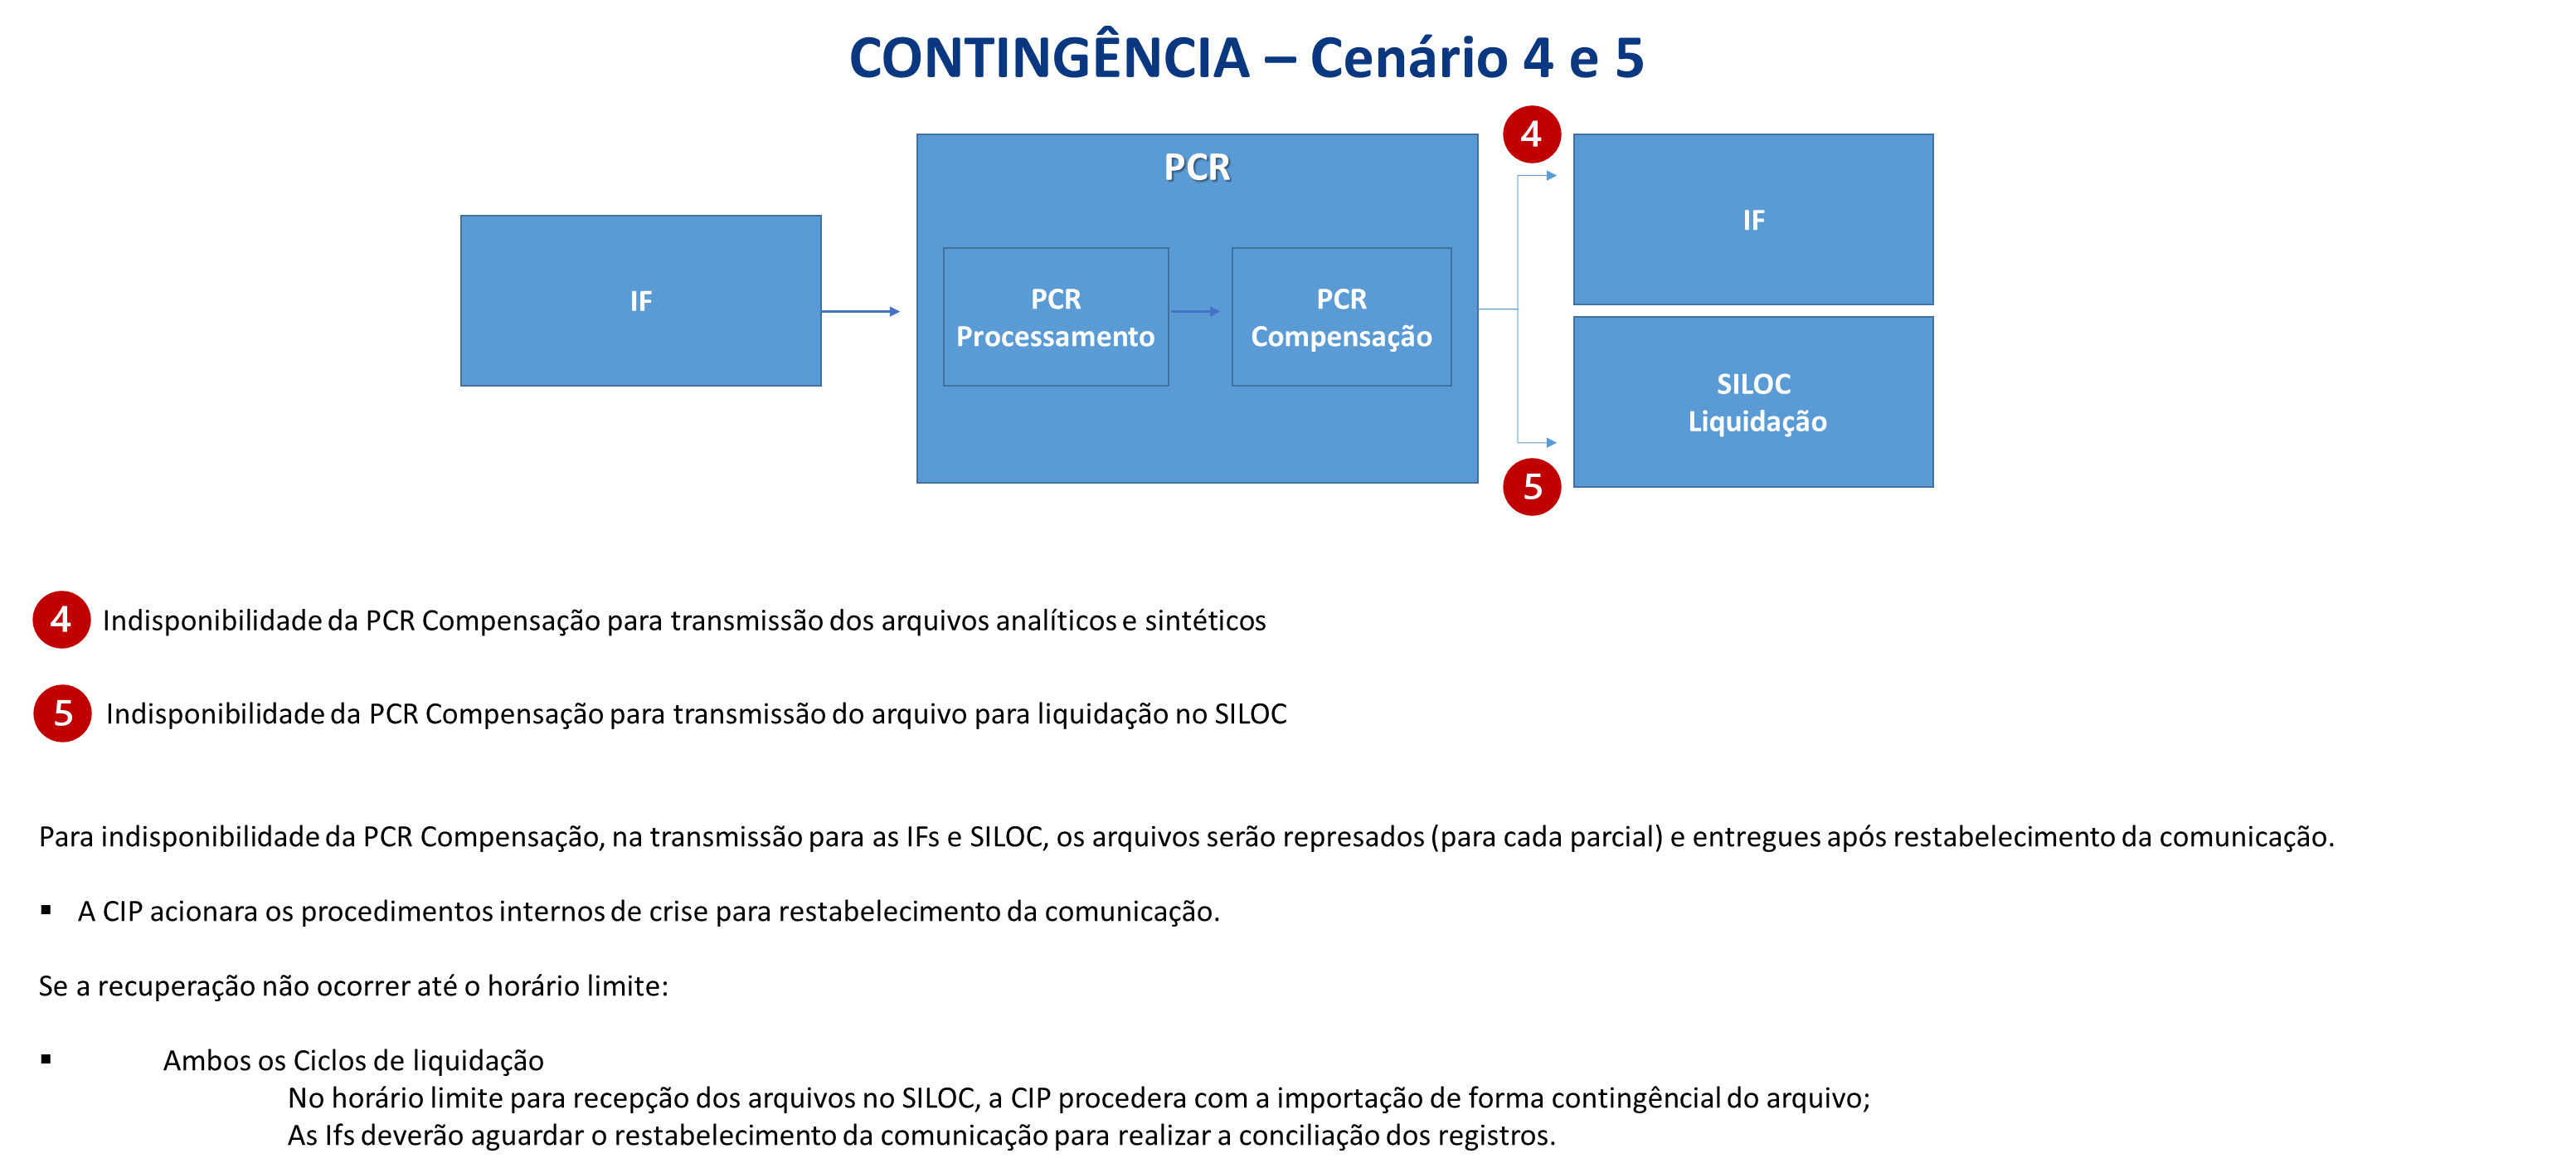 CONTINGÊNCIA – Cenário 4 e 5
4
PCR
IF
IF
PCR
Processamento
PCR
Compensação
SILOC
Liquidação
5
4 Indisponibilidade da PCR Compensação para transmissão dos arquivos analíticos e sintéticos
5 Indisponibilidade da PCR Compensação para transmissão do arquivo para liquidação no SILOC
Para indisponibilidade da PCR Compensação, na transmissão para as IFs e SILOC, os arquivos serão represados (para cada parcial) e entregues após restabelecimento da comunicação.
▪ A CIP acionara os procedimentos internos de crise para restabelecimento da comunicação.
Se a recuperação não ocorrer até o horário limite:
▪ Ambos os Ciclos de liquidação
No horário limite para recepção dos arquivos no SILOC, a CIP procedera com a importação de forma contingêncial do arquivo;
As Ifs deverão aguardar o restabelecimento da comunicação para realizar a conciliação dos registros.